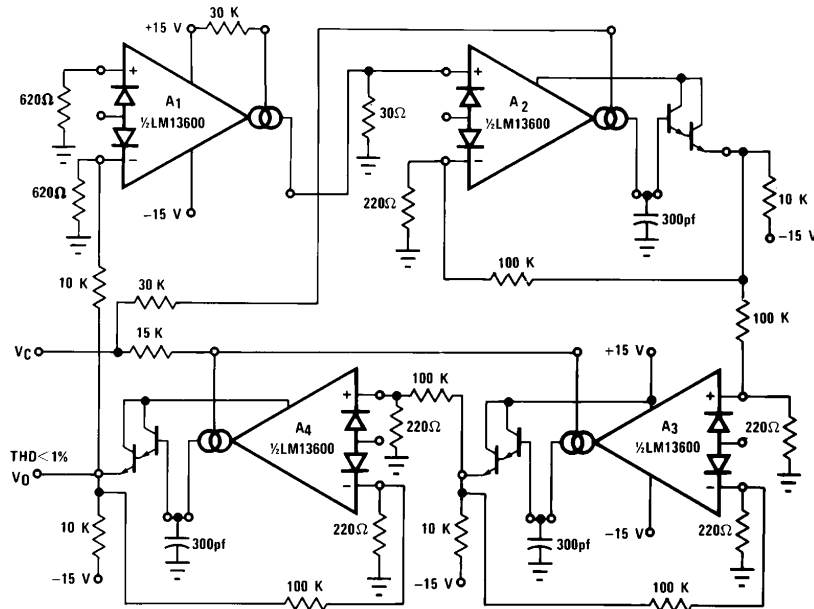 30 K
+15 V
+
A1
½LM13600
−
620Ω
620Ω
−15 V
10 K
30 K
15 K
VC
+
A2
½LM13600
−
30Ω
220Ω
300pf
10 K
−15 V
100 K
100 K
+15 V
+
A3
½LM13600
−
220Ω
220Ω
−15 V
300pf
100 K
10 K
−15 V
100 K
+
A4
½LM13600
−
220Ω
220Ω
300pf
THD<1%
VO
10 K
−15 V
100 K